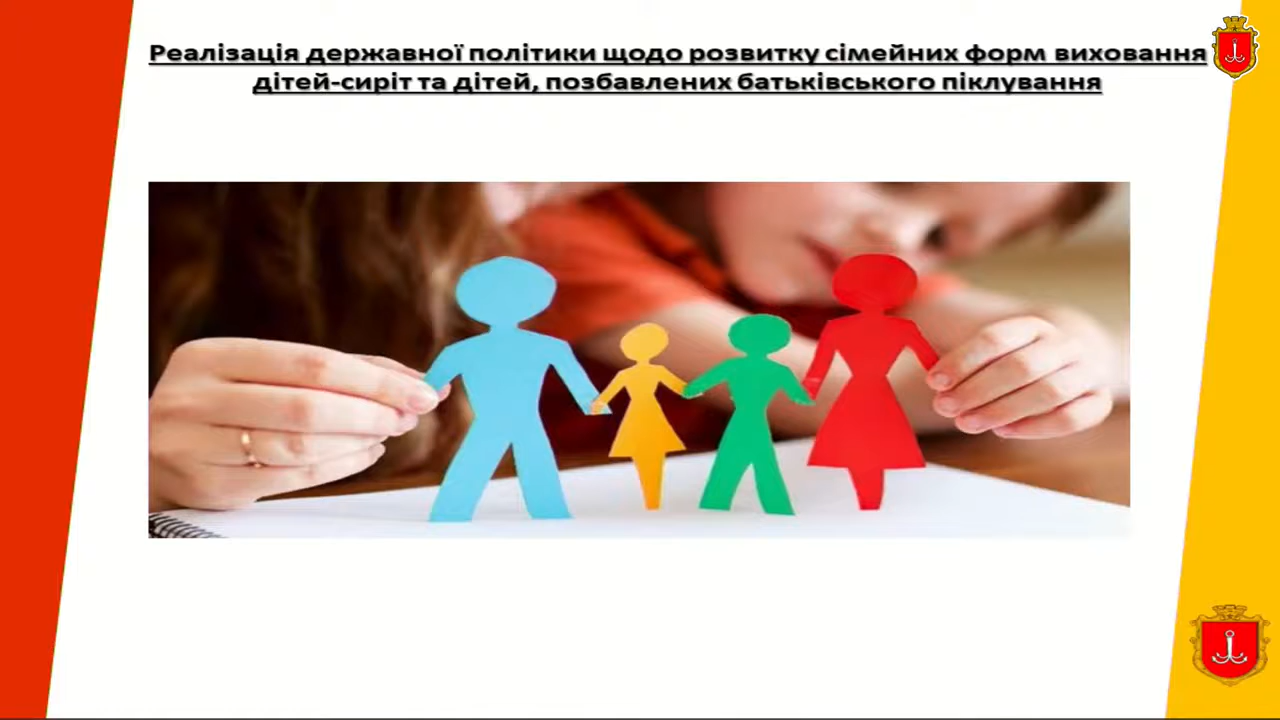 Реалізація державної політики щодо розвитку сімейних форм виховання
дітей-сиріт та дітей, позбавлених батьківського піклування